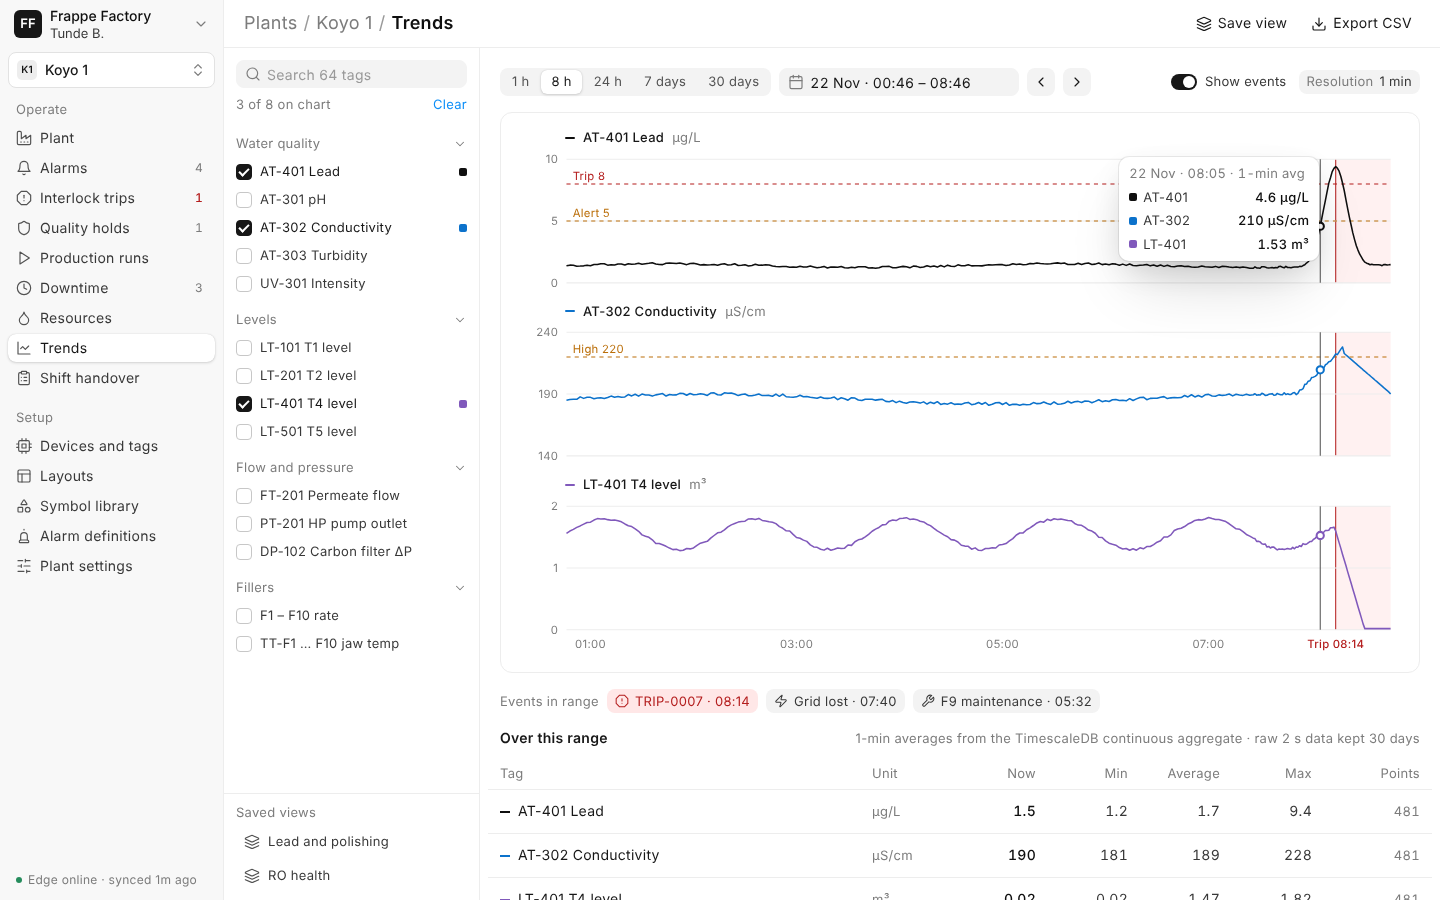 FF
Frappe Factory
Tunde B.
K1 Koyo 1
Operate
Plant
Alarms 4
Interlock trips 1
Quality holds 1
Production runs
Downtime 3
Resources
Trends
Shift handover
Setup
Devices and tags
Layouts
Symbol library
Alarm definitions
Plant settings
Edge online · synced 1m ago
Plants / Koyo 1 / Trends
Save view
Export CSV
Search 64 tags
3 of 8 on chart Clear
Water quality
AT-401 Lead
AT-301 pH
AT-302 Conductivity
AT-303 Turbidity
UV-301 Intensity
Levels
LT-101 T1 level
LT-201 T2 level
LT-401 T4 level
LT-501 T5 level
Flow and pressure
FT-201 Permeate flow
PT-201 HP pump outlet
DP-102 Carbon filter ΔP
Fillers
F1 – F10 rate
TT-F1 … F10 jaw temp
Saved views
Lead and polishing
RO health
1 h 8 h 24 h 7 days 30 days
22 Nov · 00:46 – 08:46
Show events
Resolution 1 min
AT-401 Lead µg/L
10
Trip 8
Alert 5
5
0
22 Nov · 08:05 · 1-min avg
AT-401 4.6 µg/L
AT-302 210 µS/cm
LT-401 1.53 m³
AT-302 Conductivity µS/cm
240
High 220
190
140
LT-401 T4 level m³
2
1
0
01:00 03:00 05:00 07:00 Trip 08:14
Events in range TRIP-0007 · 08:14 Grid lost · 07:40 F9 maintenance · 05:32
Over this range 1-min averages from the TimescaleDB continuous aggregate · raw 2 s data kept 30 days
Tag Unit Now Min Average Max Points
AT-401 Lead µg/L 1.5 1.2 1.7 9.4 481
AT-302 Conductivity µS/cm 190 181 189 228 481
LT-401 T4 level m³ 0.02 0.02 1.47 1.82 481